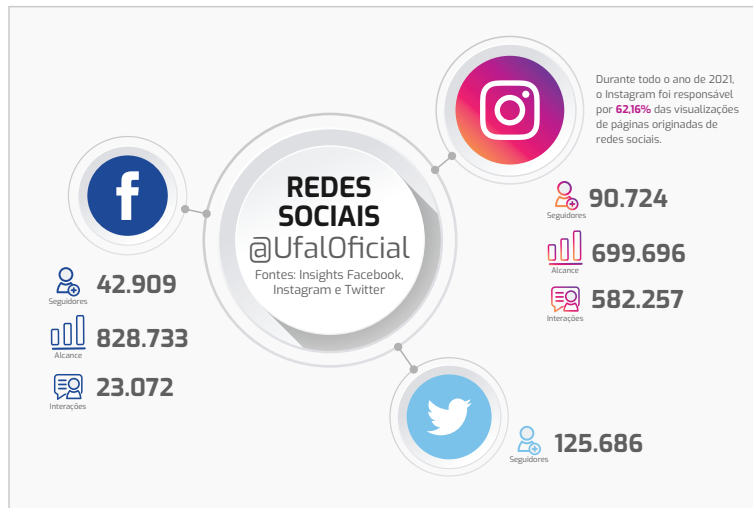 REDES
SOCIAIS
@UfalOficial
Fontes: Insights Facebook,
Instagram e Twitter
f
42.909
Seguidores
828.733
Alcance
23.072
Interações
Durante todo o ano de 2021,
o Instagram foi responsável
por 62,16% das visualizações
de páginas originadas de
redes sociais.
90.724
Seguidores
699.696
Alcance
582.257
Interações
125.686
Seguidores